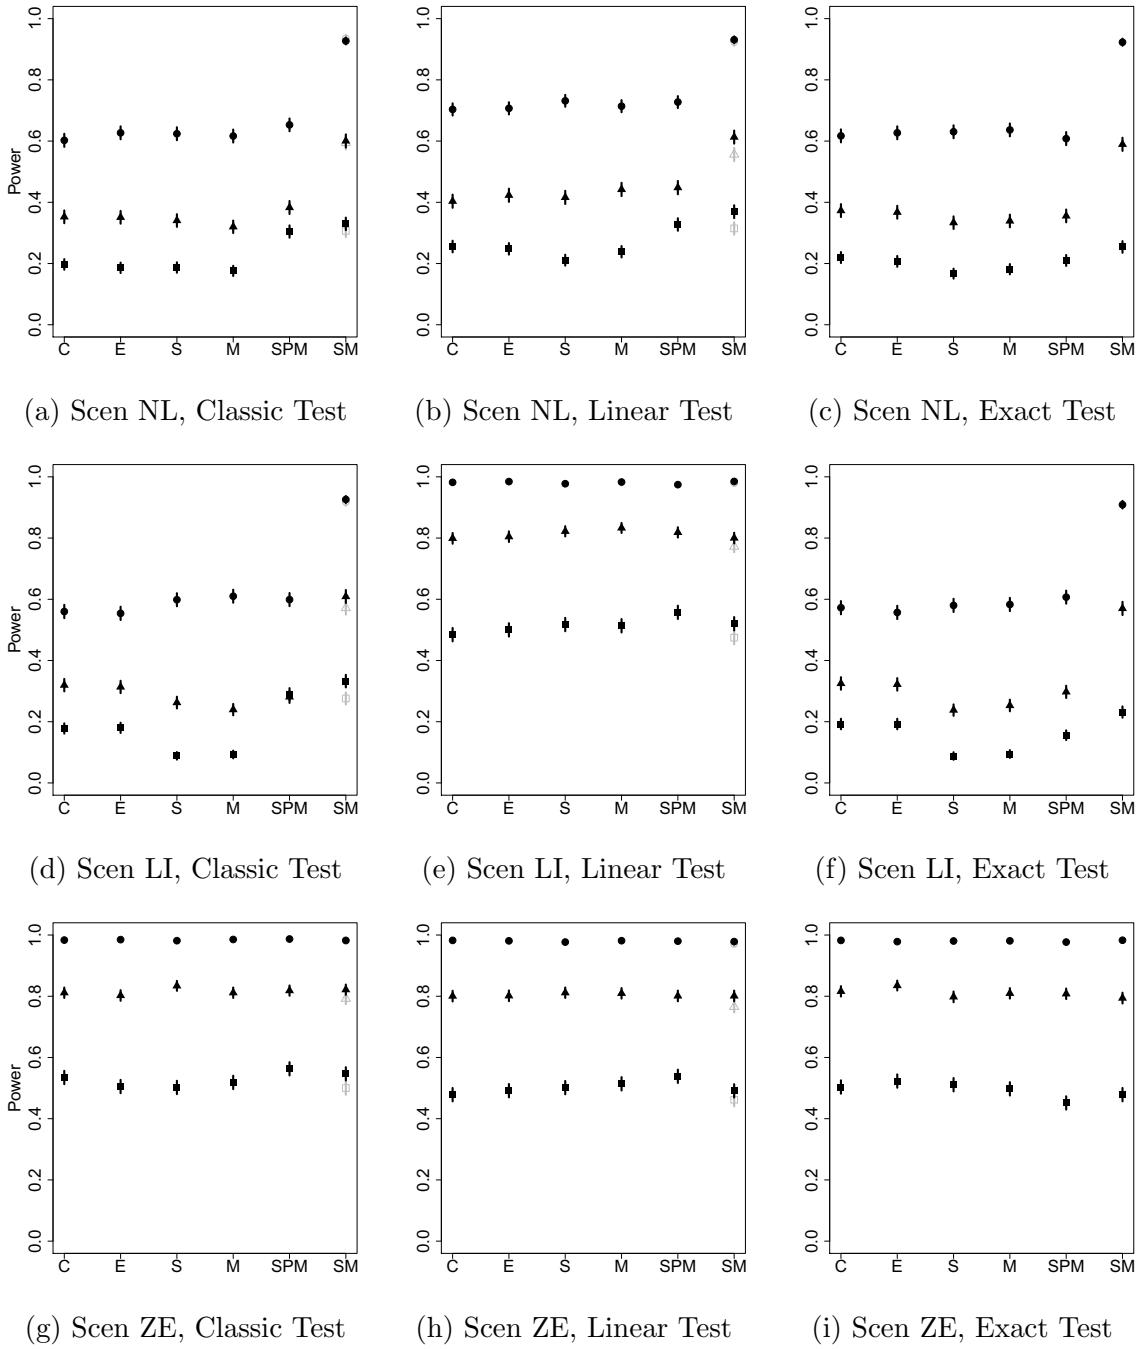 1.0 1.0 1.0
0.8 0.8 0.8
0.6 0.6 0.6
Power
0.4 0.4 0.4
0.2 0.2 0.2
0.0 0.0 0.0
C E S M SPM SM C E S M SPM SM C E S M SPM SM
(a) Scen NL, Classic Test (b) Scen NL, Linear Test (c) Scen NL, Exact Test
1.0 1.0 1.0
0.8 0.8 0.8
0.6 0.6 0.6
Power
0.4 0.4 0.4
0.2 0.2 0.2
0.0 0.0 0.0
C E S M SPM SM C E S M SPM SM C E S M SPM SM
(d) Scen LI, Classic Test (e) Scen LI, Linear Test (f) Scen LI, Exact Test
1.0 1.0 1.0
0.8 0.8 0.8
0.6 0.6 0.6
Power
0.4 0.4 0.4
0.2 0.2 0.2
0.0 0.0 0.0
C E S M SPM SM C E S M SPM SM C E S M SPM SM
(g) Scen ZE, Classic Test (h) Scen ZE, Linear Test (i) Scen ZE, Exact Test